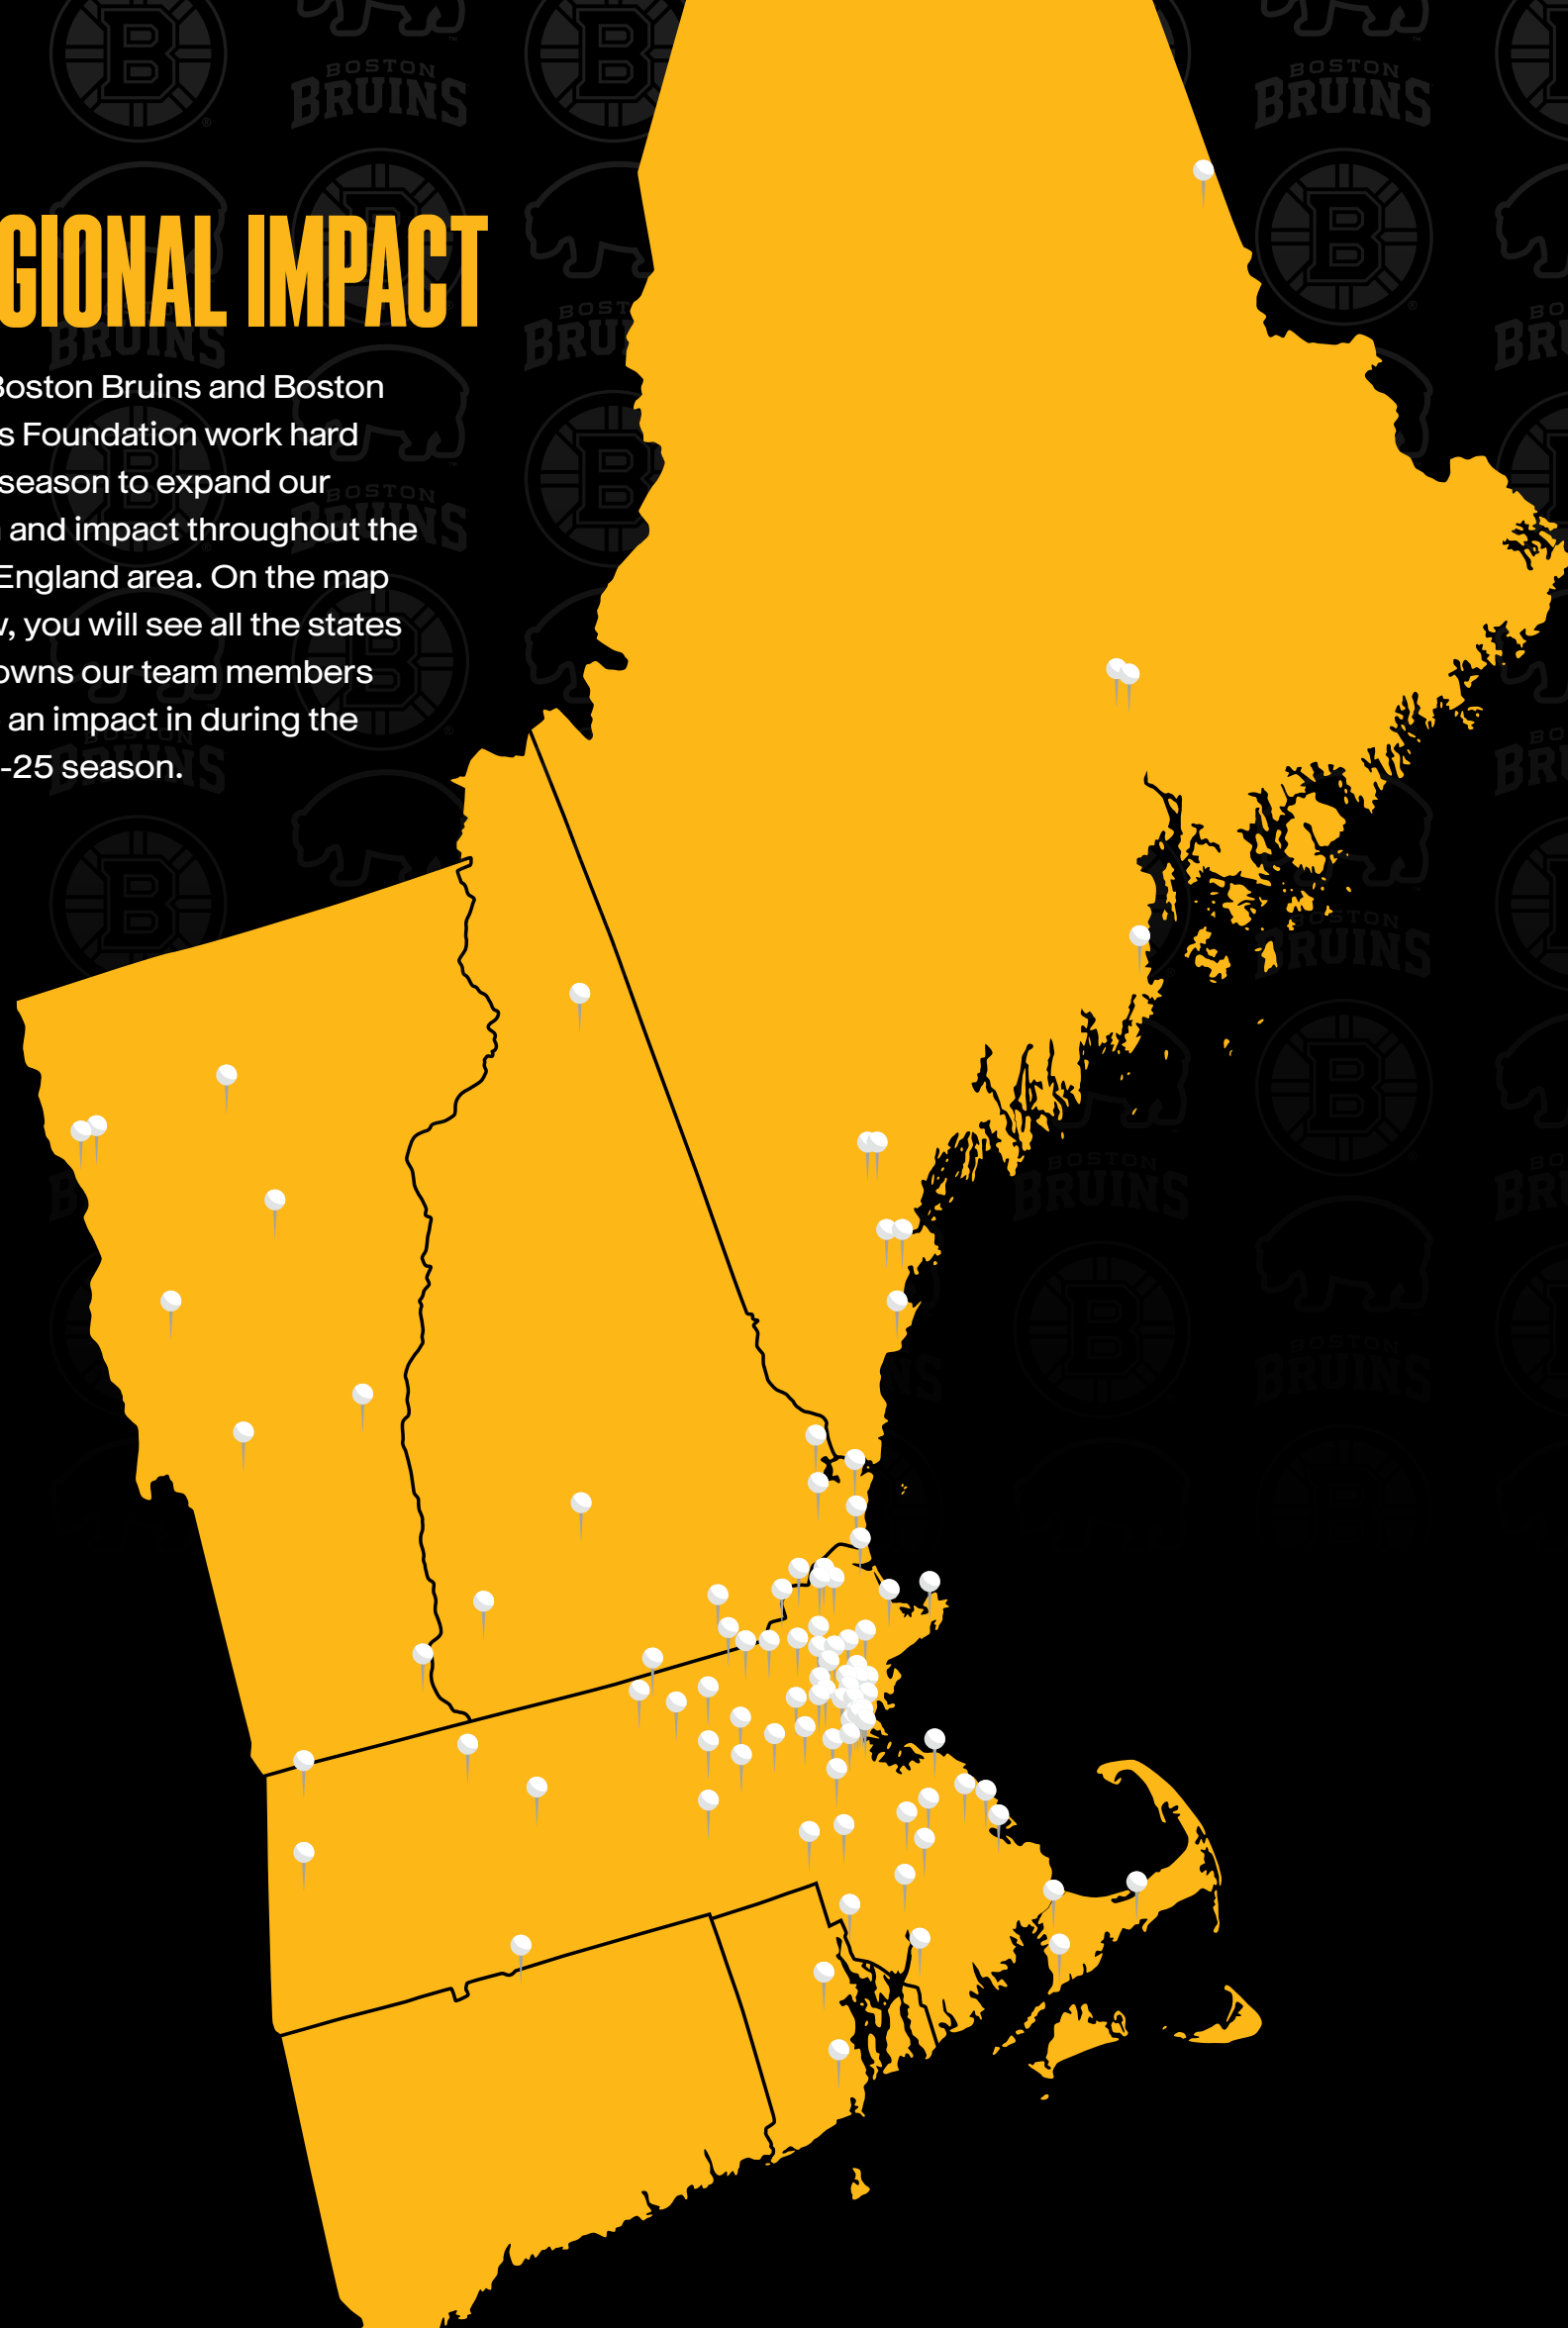 GIONAL IMPACT
Boston Bruins and Boston
s Foundation work hard
season to expand our
and impact throughout the
England area. On the map
, you will see all the states
owns our team members
an impact in during the
-25 season.
BOSTON
BRUINS